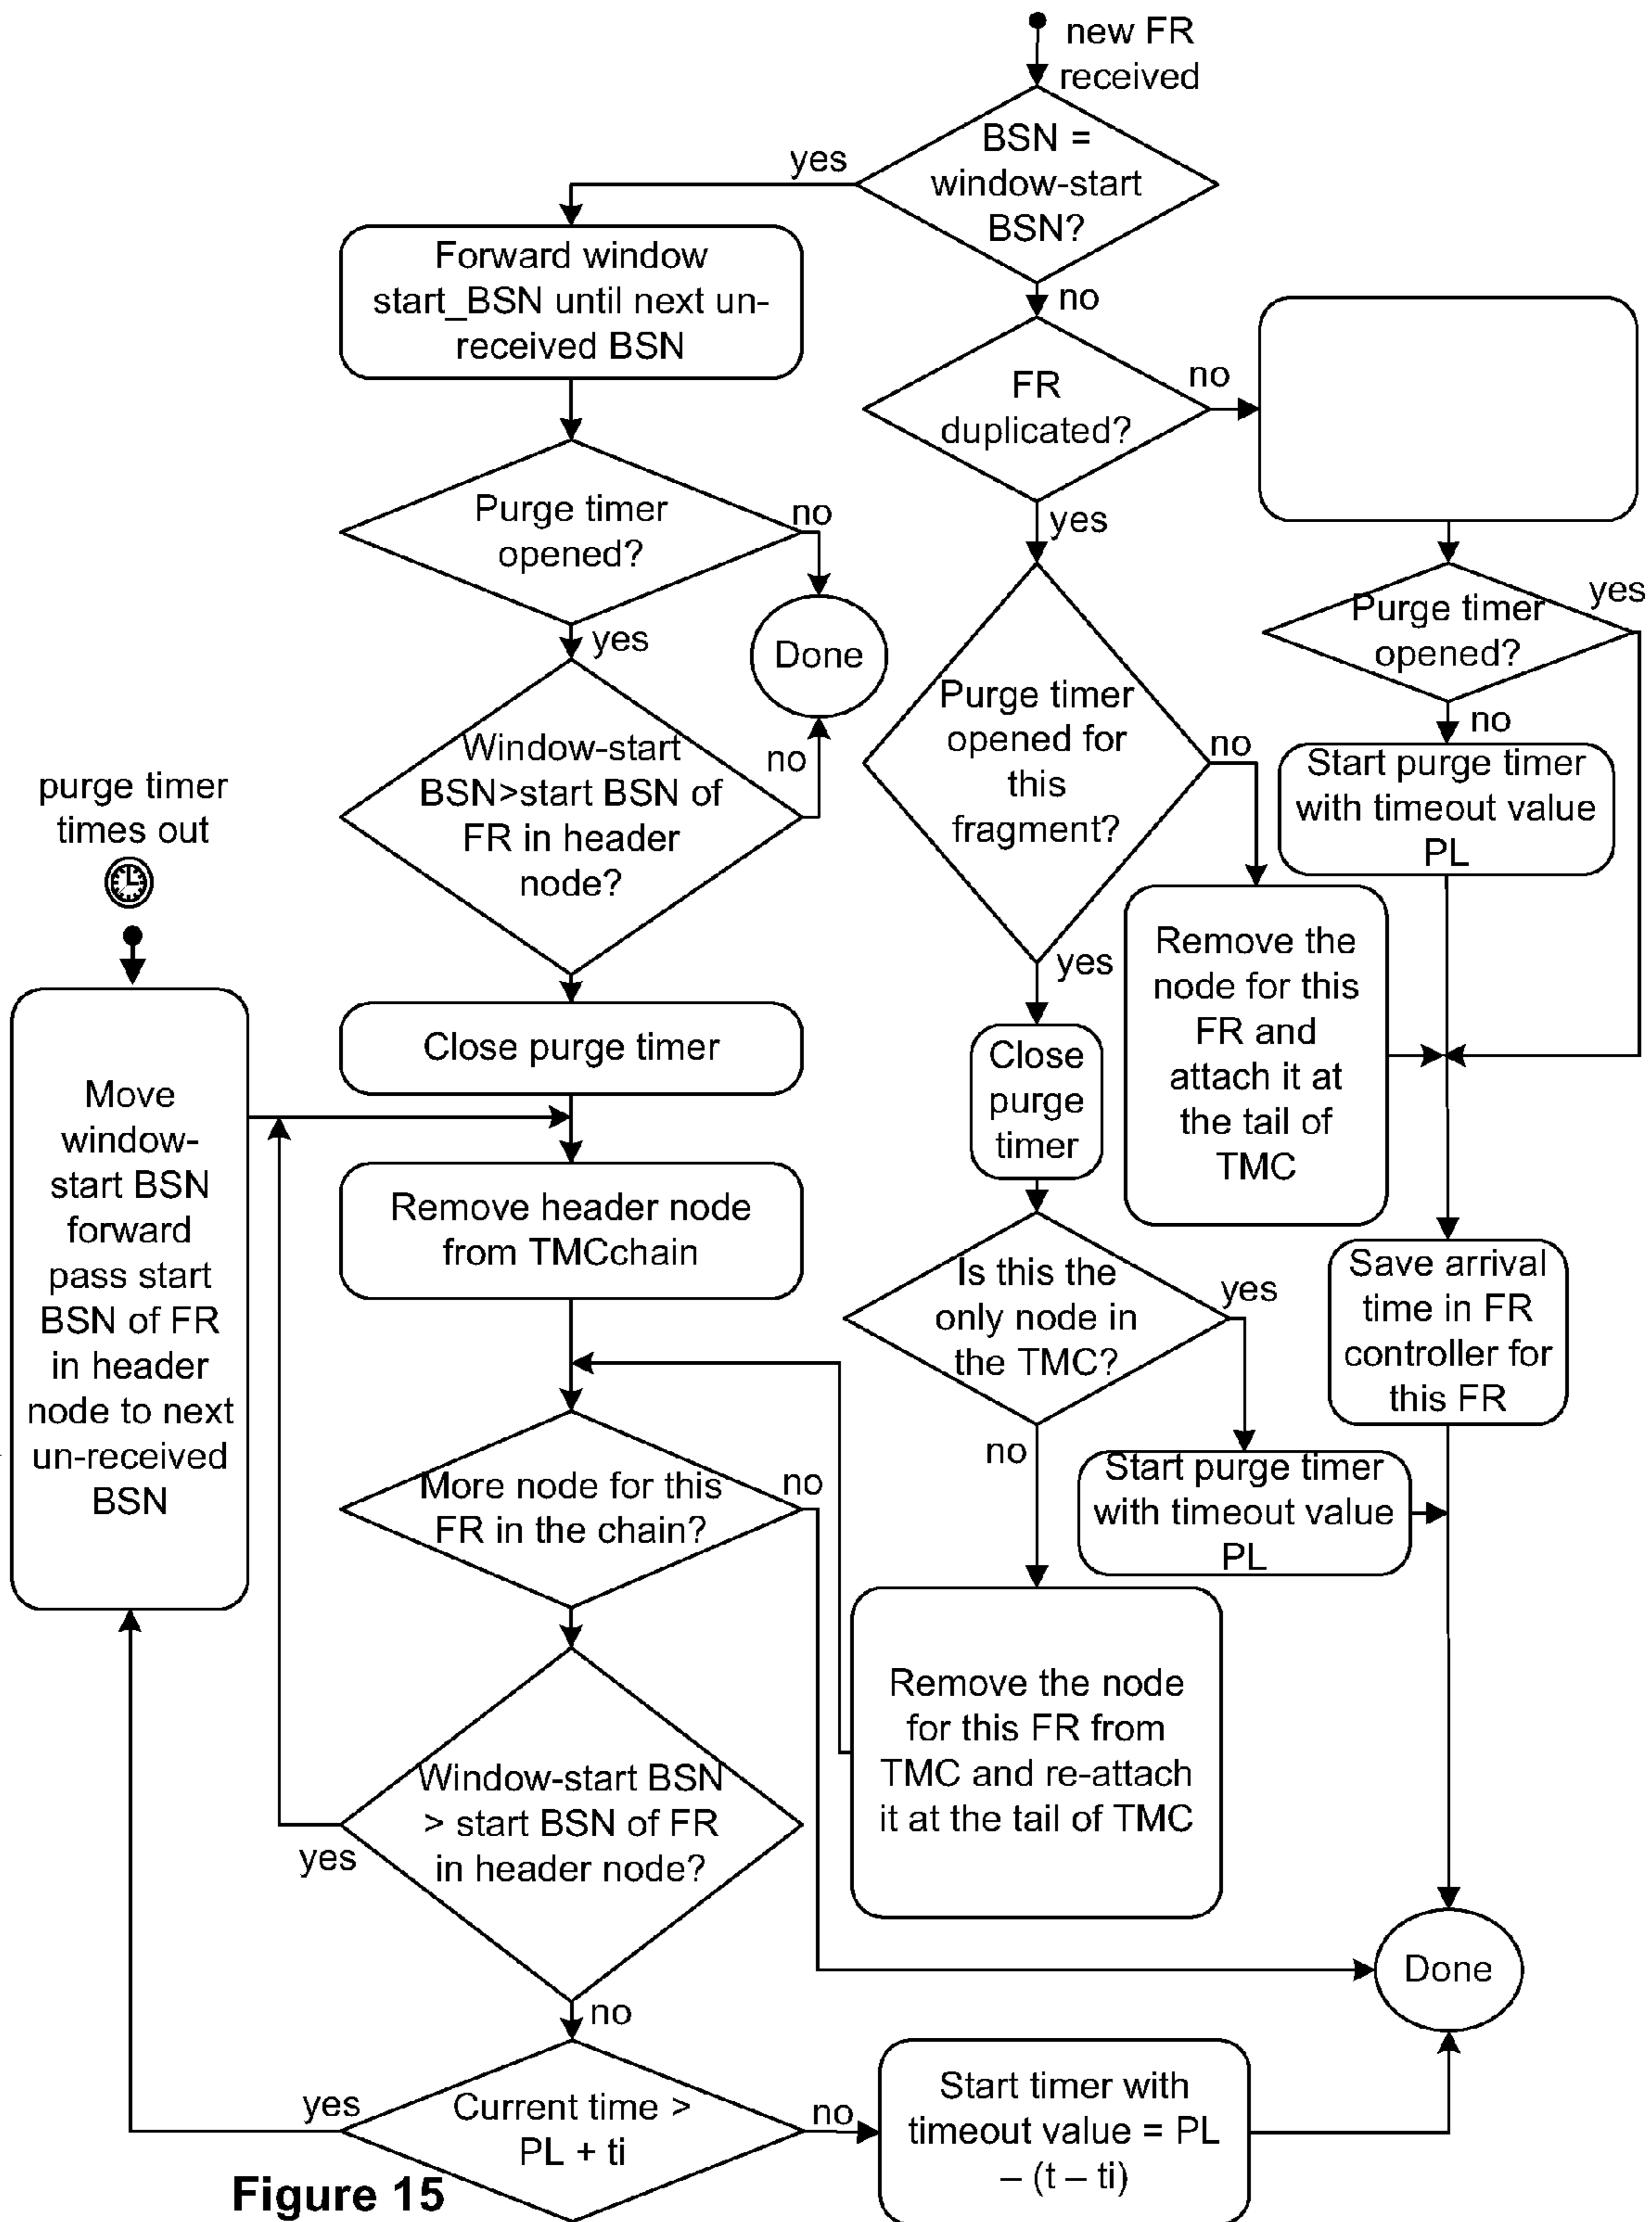 new FR
received
BSN =
window-start
BSN?
yes
no
Forward window
start_BSN until next un-
received BSN
FR
duplicated?
no
yes
Purge timer
opened?
no
yes
Done
Purge timer
opened?
yes
no
Window-start
BSN>start BSN of
FR in header
node?
no
Purge timer
opened for
this
fragment?
no
yes
Start purge timer
with timeout value
PL
purge timer
times out
Move
window-
start BSN
forward
pass start
BSN of FR
in header
node to next
un-received
BSN
Close purge timer
Close
purge
timer
Remove the
node for this
FR and
attach it at
the tail of
TMC
Remove header node
from TMCchain
Is this the
only node in
the TMC?
yes
no
Save arrival
time in FR
controller for
this FR
More node for this
FR in the chain?
no
Start purge timer
with timeout value
PL
Window-start BSN
> start BSN of FR
in header node?
yes
no
Remove the node
for this FR from
TMC and re-attach
it at the tail of TMC
Done
Current time >
PL + ti
yes
no
Start timer with
timeout value = PL
– (t – ti)
Figure 15